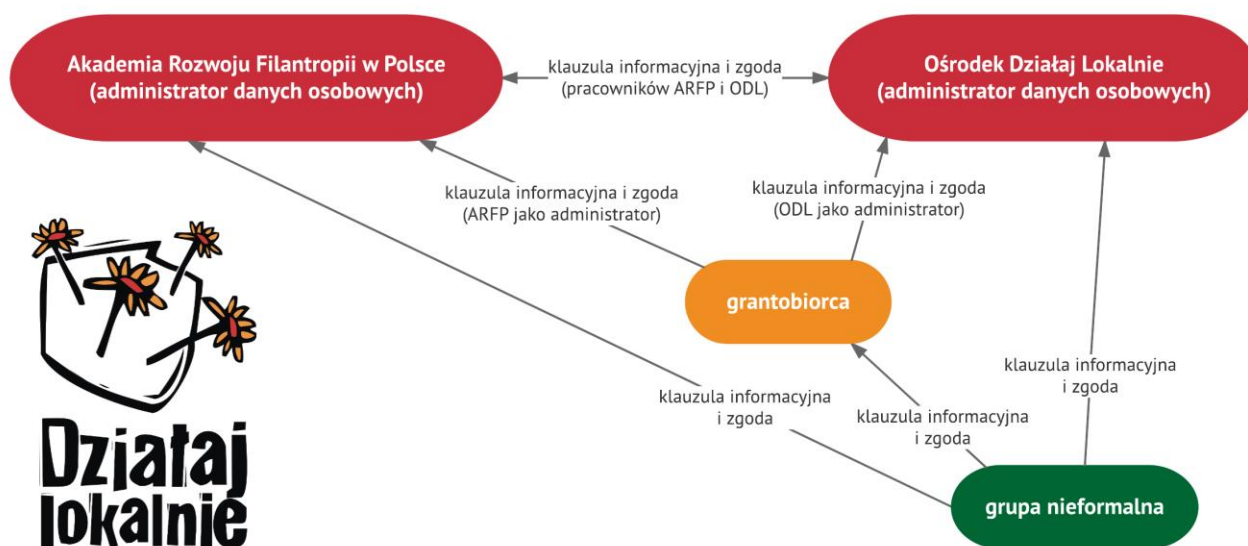 Akademia Rozwoju Filantropii w Polsce
(administrator danych osobowych)
klauzula informacyjna i zgoda
(pracowników ARFP i ODL)
Ośrodek Działaj Lokalnie
(administrator danych osobowych)
klauzula informacyjna i zgoda
(ARFP jako administrator)
klauzula informacyjna i zgoda
(ODL jako administrator)
grantobiorca
klauzula informacyjna
i zgoda
klauzula informacyjna
i zgoda
klauzula informacyjna
i zgoda
grupa nieformalna
Działaj
lokalnie